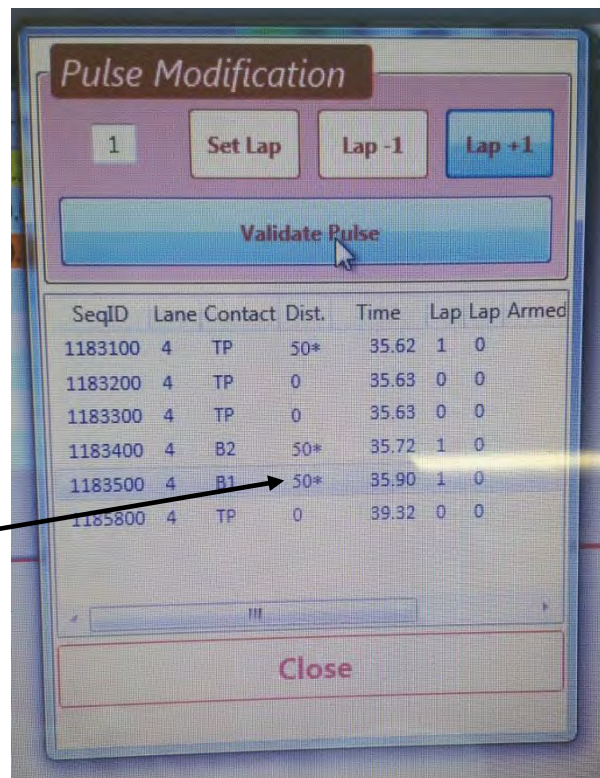 Pulse Modification
1 Set Lap Lap -1 Lap +1
Validate Pulse
SeqID Lane Contact Dist. Time Lap Lap Armed
1183100 4 TP 50* 35.62 1 0
1183200 4 TP 0 35.63 0 0
1183300 4 TP 0 35.63 0 0
1183400 4 B2 50* 35.72 1 0
1183500 4 B1 50* 35.90 1 0
1185800 4 TP 0 39.32 0 0
Close